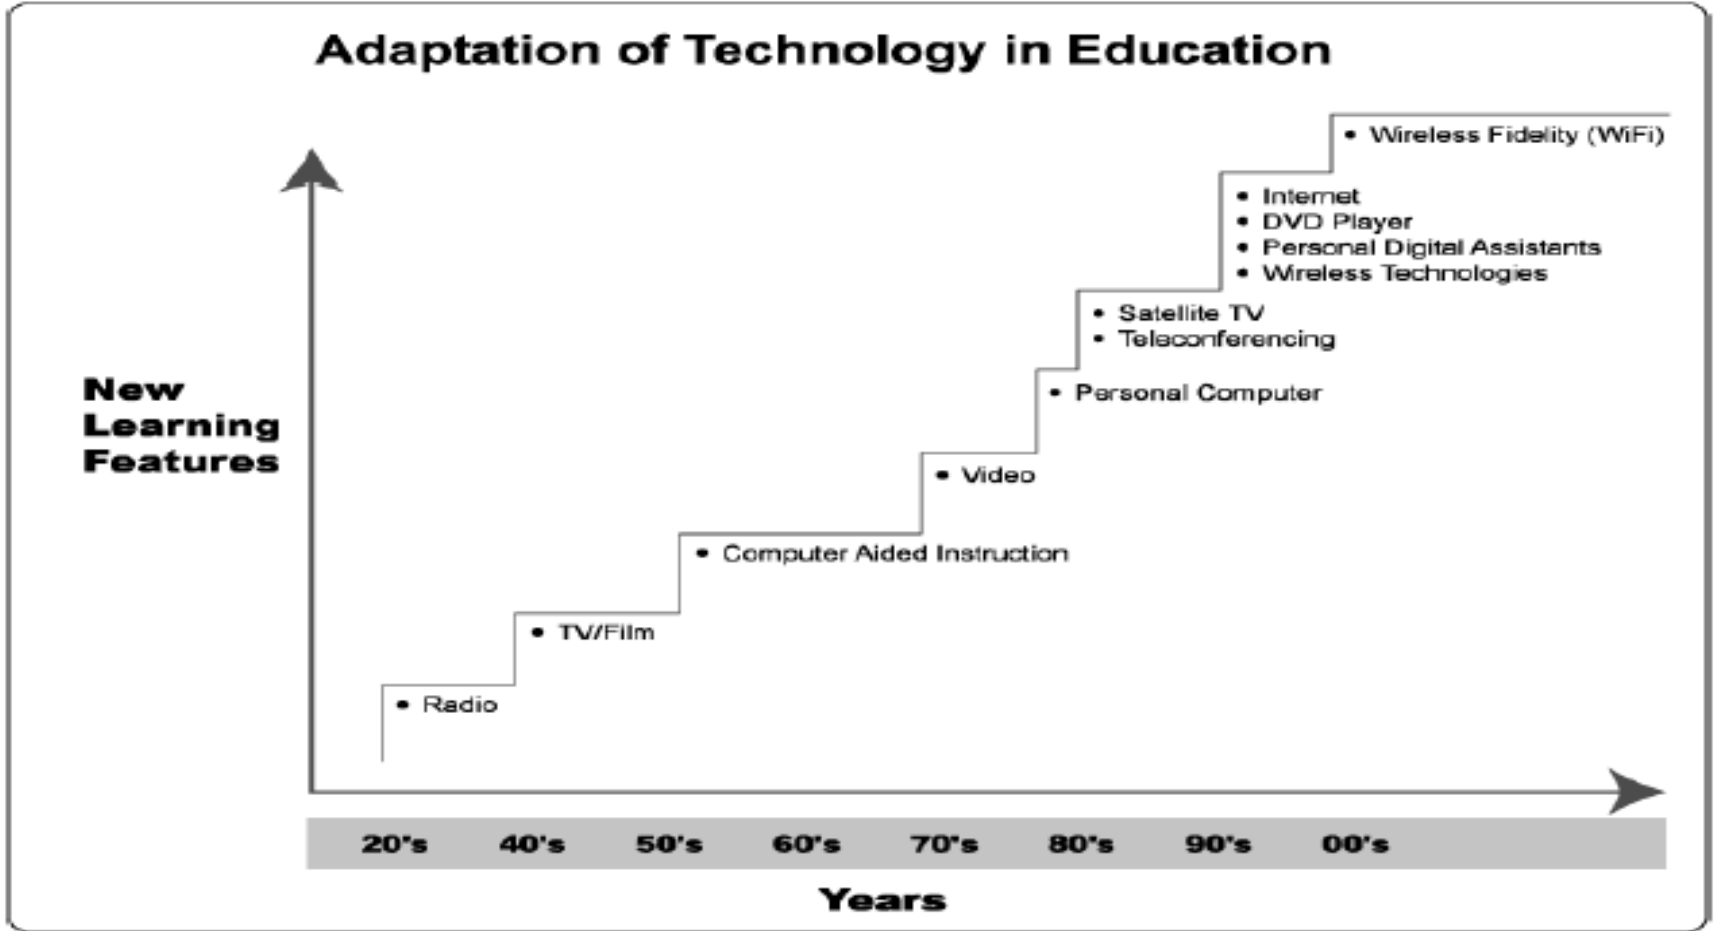 Adaptation of Technology in Education
• Wireless Fidelity (WiFi)
• Internet
• DVD Player
• Personal Digital Assistants
• Wireless Technologies
• Satellite TV
• Teleconferencing
New
Learning
Features
• Personal Computer
• Video
• Computer Aided Instruction
• TV/Film
• Radio
20's 40's 50's 60's 70's 80's 90's 00's
Years